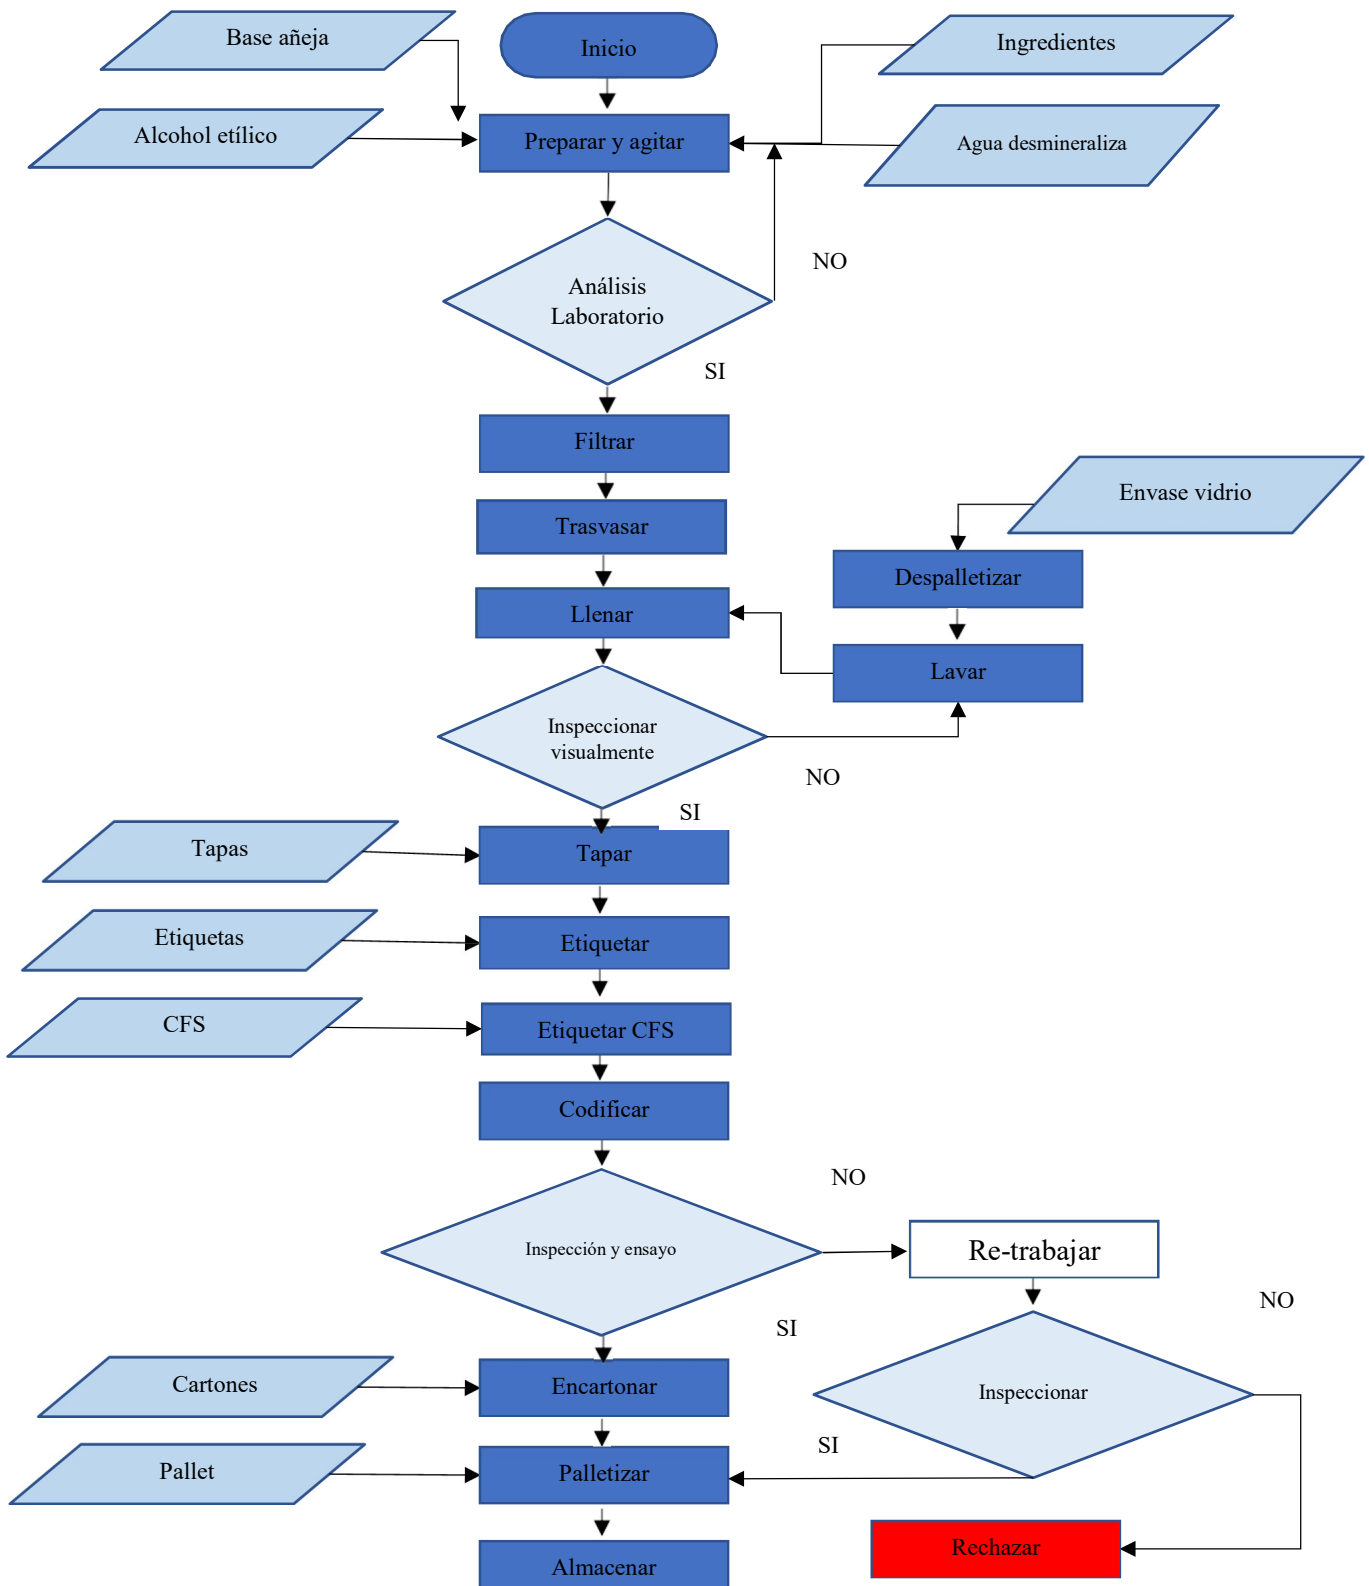 Base añeja
Inicio
Ingredientes
Alcohol etílico
Preparar y agitar
Agua desmineraliza
NO
Análisis
Laboratorio
SI
Filtrar
Envase vidrio
Trasvasar
Despalletizar
Llenar
Lavar
Inspeccionar
visualmente
NO
SI
Tapas
Tapar
Etiquetas
Etiquetar
CFS
Etiquetar CFS
Codificar
NO
Inspección y ensayo
Re-trabajar
NO
SI
Cartones
Encartonar
Inspeccionar
SI
Pallet
Palletizar
Rechazar
Almacenar